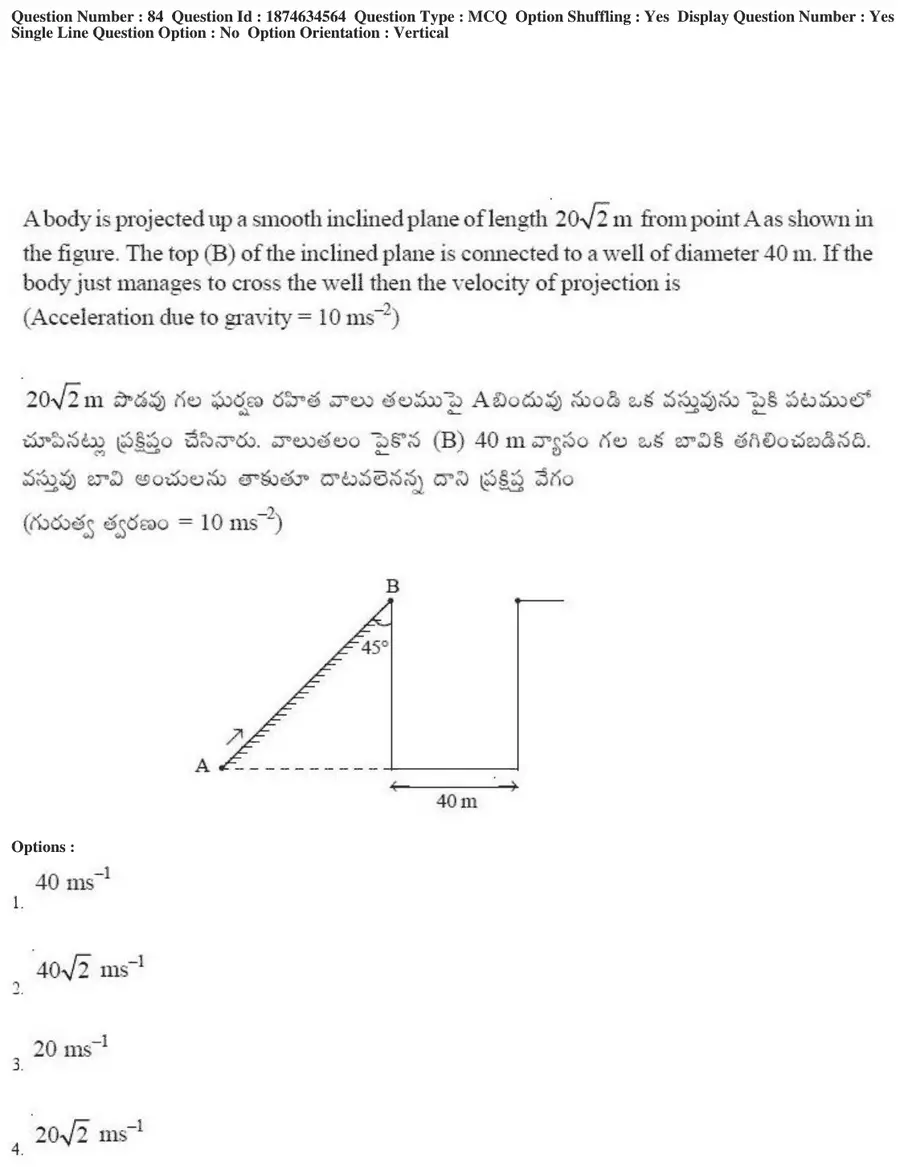 Question Number : 84 Question Id : 1874634564 Question Type : MCQ Option Shuffling : Yes Display Question Number : Yes
Single Line Question Option : No Option Orientation : Vertical
A body is projected up a smooth inclined plane of length 20√2 m from point A as shown in
the figure. The top (B) of the inclined plane is connected to a well of diameter 40 m. If the
body just manages to cross the well then the velocity of projection is
(Acceleration due to gravity = 10 ms⁻²)
20√2 m పొడవు గల ఘర్షణ రహిత వాలు తలముపై A బిందువు నుండి ఒక వస్తువును పైకి పటములో
చూపినట్లు ప్రక్షిప్తం చేసినారు. వాలుతలం పైకొన (B) 40 m వ్యాసం గల ఒక బావికి తగిలించబడినది.
వస్తువు బావి అంచులను తాకుతూ దాటవలెనన్న దాని ప్రక్షిప్త వేగం
(గురుత్వ త్వరణం = 10 ms⁻²)
B
45°
A
40 m
Options :
1. 40 ms⁻¹
2. 40√2 ms⁻¹
3. 20 ms⁻¹
4. 20√2 ms⁻¹